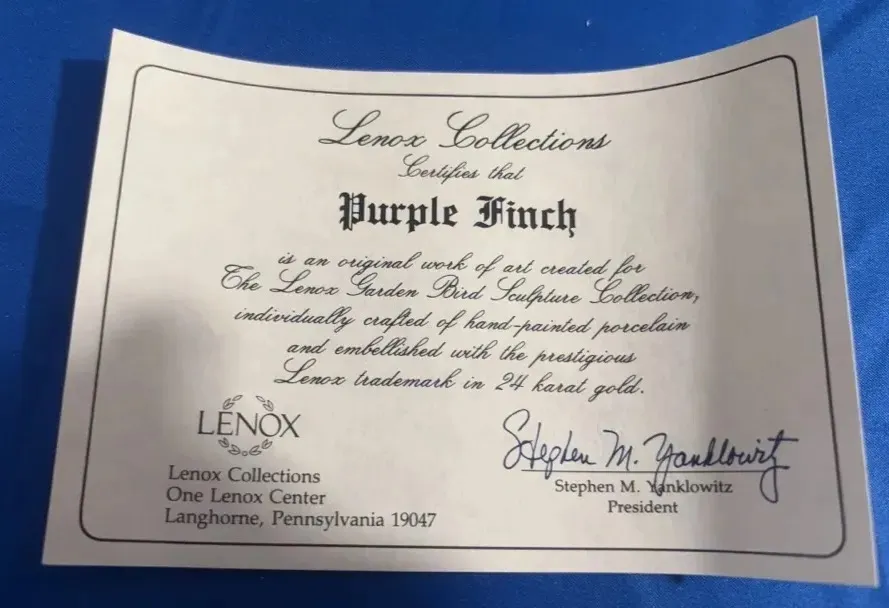 Lenox Collections
Certifies that
Purple Finch
is an original work of art created for
The Lenox Garden Bird Sculpture Collection,
individually crafted of hand-painted porcelain
and embellished with the prestigious
Lenox trademark in 24 karat gold.
LENOX
Lenox Collections
One Lenox Center
Langhorne, Pennsylvania 19047
Stephen M. Yanklowitz
Stephen M. Yanklowitz
President